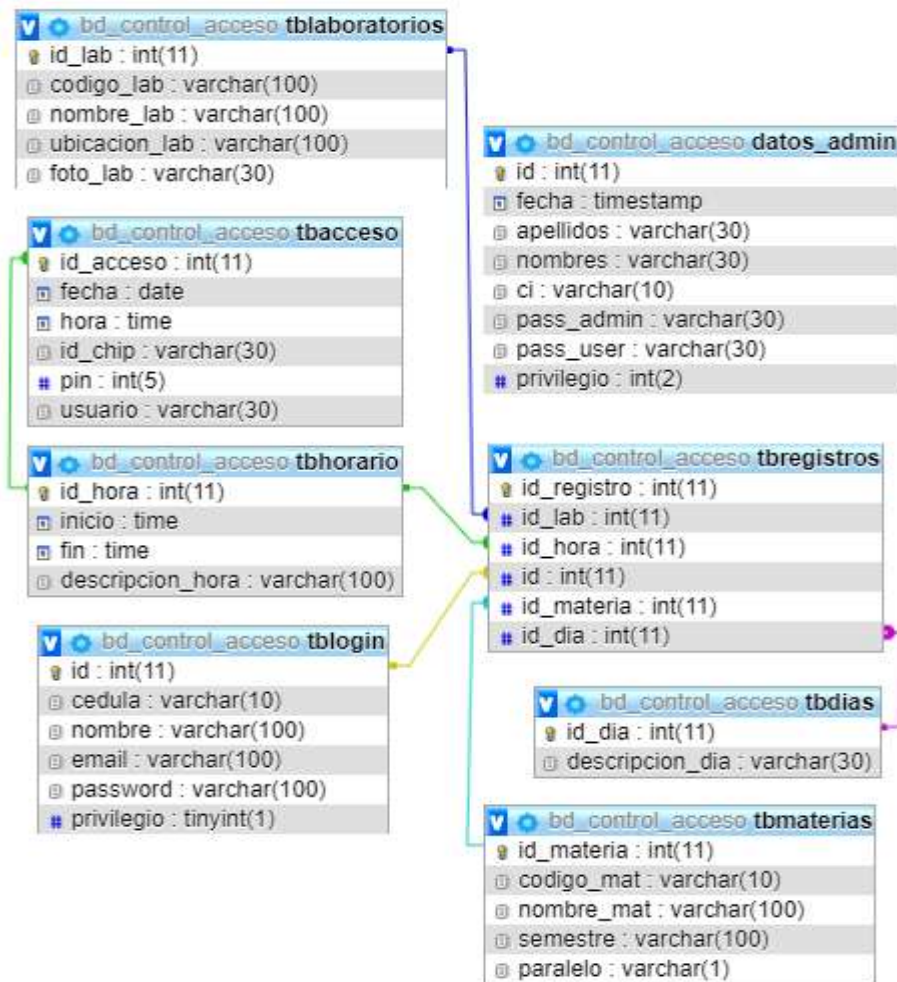 bd_control_acceso tblaboratorios
id_lab : int(11)
codigo_lab : varchar(100)
nombre_lab : varchar(100)
ubicacion_lab : varchar(100)
foto_lab : varchar(30)
bd_control_acceso datos_admin
id : int(11)
fecha : timestamp
apellidos : varchar(30)
nombres : varchar(30)
ci : varchar(10)
pass_admin : varchar(30)
pass_user : varchar(30)
privilegio : int(2)
bd_control_acceso tbacceso
id_acceso : int(11)
fecha : date
hora : time
id_chip : varchar(30)
pin : int(5)
usuario : varchar(30)
bd_control_acceso tbhorario
id_hora : int(11)
inicio : time
fin : time
descripcion_hora : varchar(100)
bd_control_acceso tbregistros
id_registro : int(11)
id_lab : int(11)
id_hora : int(11)
id : int(11)
id_materia : int(11)
id_dia : int(11)
bd_control_acceso tblogin
id : int(11)
cedula : varchar(10)
nombre : varchar(100)
email : varchar(100)
password : varchar(100)
privilegio : tinyint(1)
bd_control_acceso tbdias
id_dia : int(11)
descripcion_dia : varchar(30)
bd_control_acceso tbmaterias
id_materia : int(11)
codigo_mat : varchar(10)
nombre_mat : varchar(100)
semestre : varchar(100)
paralelo : varchar(1)